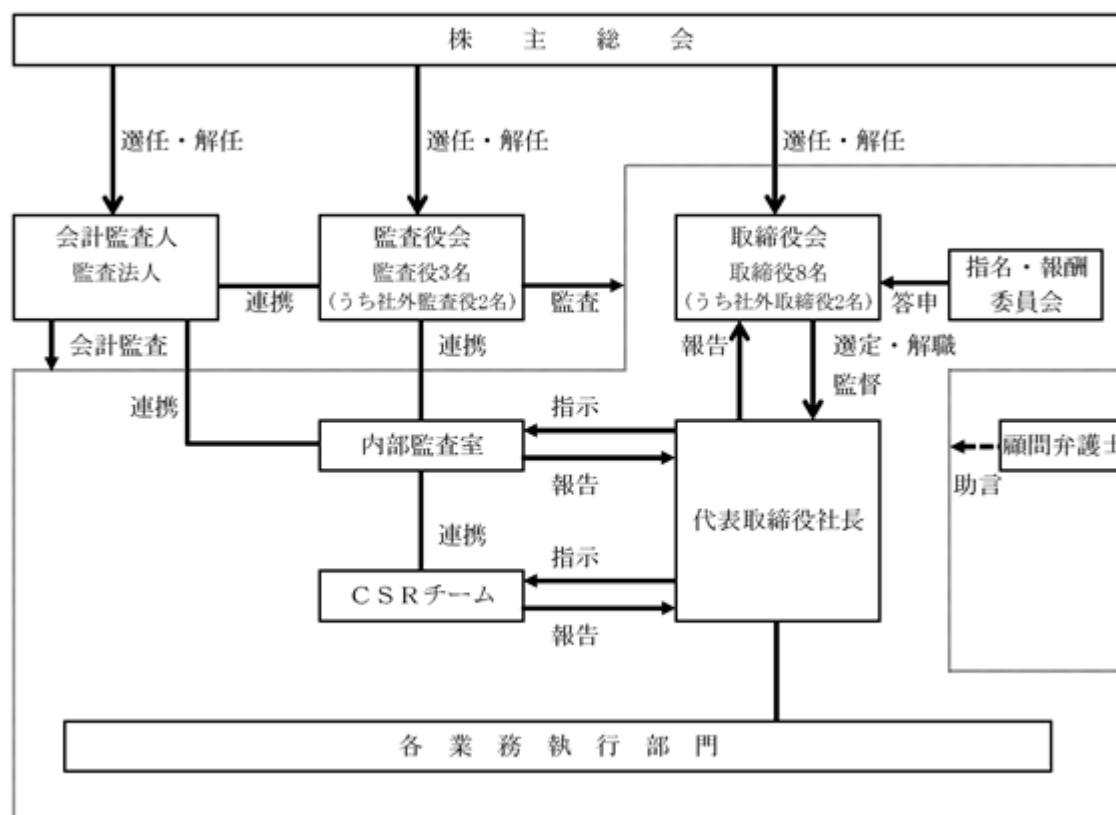 株主総会
選任・解任
選任・解任
選任・解任
会計監査人
監査法人
連携
監査役会
監査役3名
(うち社外監査役2名)
監査
取締役会
取締役8名
(うち社外取締役2名)
答申
指名・報酬
委員会
会計監査
連携
連携
報告
選定・解職
監督
内部監査室
指示
報告
代表取締役社長
顧問弁護士
助言
連携
CSRチーム
指示
報告
各業務執行部門